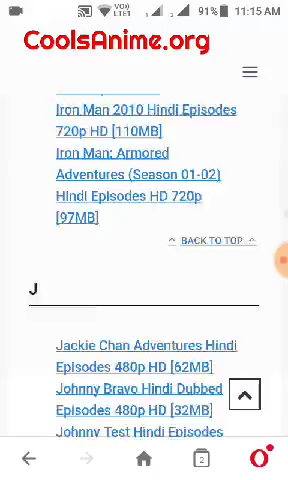 VoD) LTE1 91% 11:15 AM
CoolsAnime.org
Iron Man 2010 Hindi Episodes
720p HD [110MB]
Iron Man: Armored
Adventures (Season 01-02)
Hindi Episodes HD 720p
[97MB]
^ BACK TO TOP ^
J
Jackie Chan Adventures Hindi
Episodes 480p HD [62MB]
Johnny Bravo Hindi Dubbed
Episodes 480p HD [32MB]
Johnny Test Hindi Episodes
2